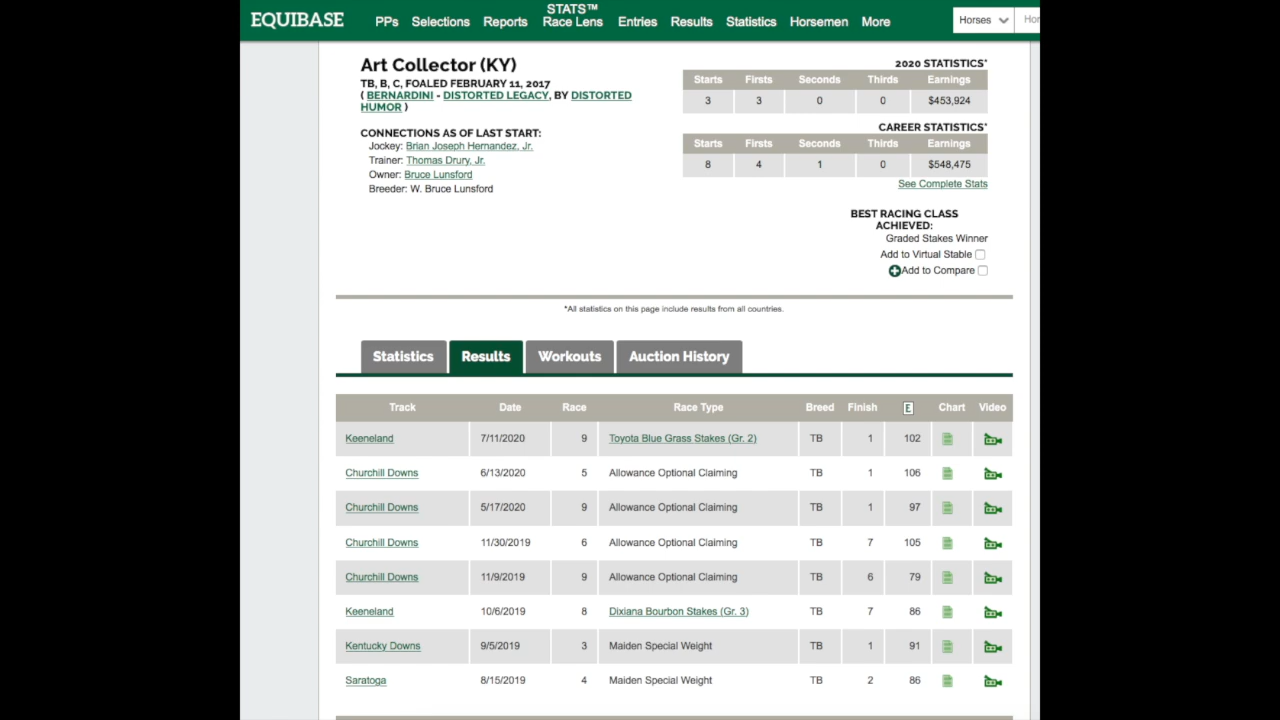 EQUIBASE PPs Selections Reports STATS™ Race Lens Entries Results Statistics Horsemen More Horses Hor
Art Collector (KY)
TB, B, C, FOALED FEBRUARY 11, 2017
( BERNARDINI - DISTORTED LEGACY, BY DISTORTED
HUMOR )
CONNECTIONS AS OF LAST START:
Jockey: Brian Joseph Hernandez, Jr.
Trainer: Thomas Drury, Jr.
Owner: Bruce Lunsford
Breeder: W. Bruce Lunsford
2020 STATISTICS*
Starts Firsts Seconds Thirds Earnings
3 3 0 0 $453,924
CAREER STATISTICS*
Starts Firsts Seconds Thirds Earnings
8 4 1 0 $548,475
See Complete Stats
BEST RACING CLASS
ACHIEVED:
Graded Stakes Winner
Add to Virtual Stable
Add to Compare
*All statistics on this page include results from all countries.
Statistics Results Workouts Auction History
Track Date Race Race Type Breed Finish E Chart Video
Keeneland 7/11/2020 9 Toyota Blue Grass Stakes (Gr. 2) TB 1 102
Churchill Downs 6/13/2020 5 Allowance Optional Claiming TB 1 106
Churchill Downs 5/17/2020 9 Allowance Optional Claiming TB 1 97
Churchill Downs 11/30/2019 6 Allowance Optional Claiming TB 7 105
Churchill Downs 11/9/2019 9 Allowance Optional Claiming TB 6 79
Keeneland 10/6/2019 8 Dixiana Bourbon Stakes (Gr. 3) TB 7 86
Kentucky Downs 9/5/2019 3 Maiden Special Weight TB 1 91
Saratoga 8/15/2019 4 Maiden Special Weight TB 2 86